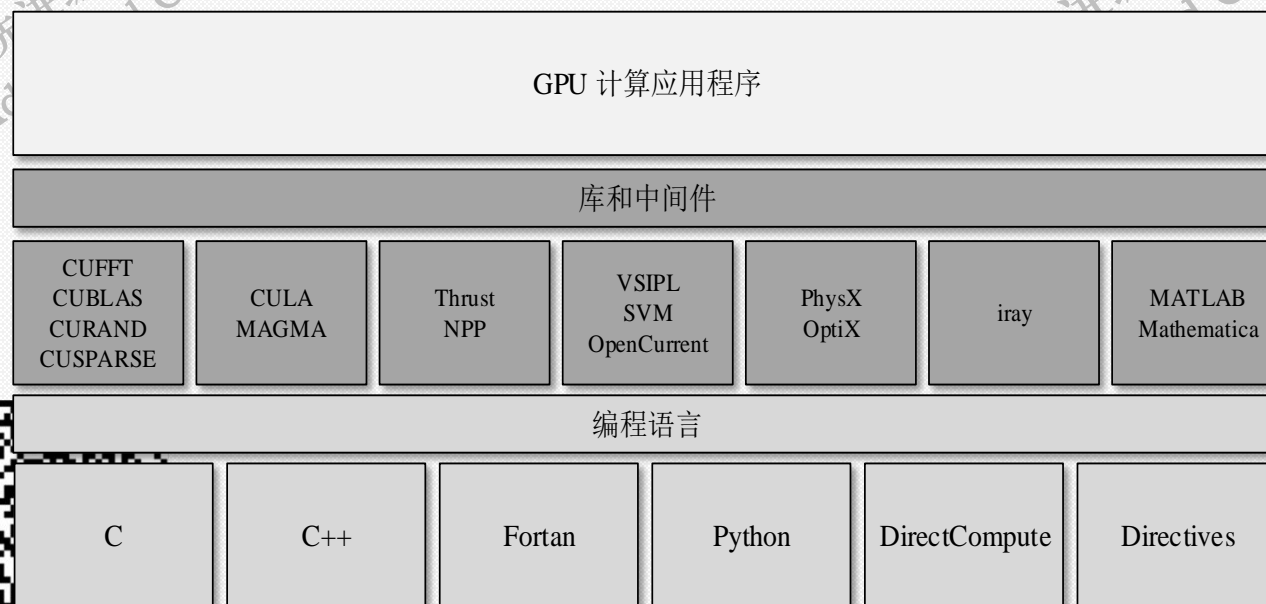 GPU 计算应用程序
库和中间件
CUFFT
CUBLAS
CURAND
CUSPARSE
CULA
MAGMA
Thrust
NPP
VSIPL
SVM
OpenCurrent
PhysX
OptiX
iray
MATLAB
Mathematica
编程语言
C
C++
Fortan
Python
DirectCompute
Directives